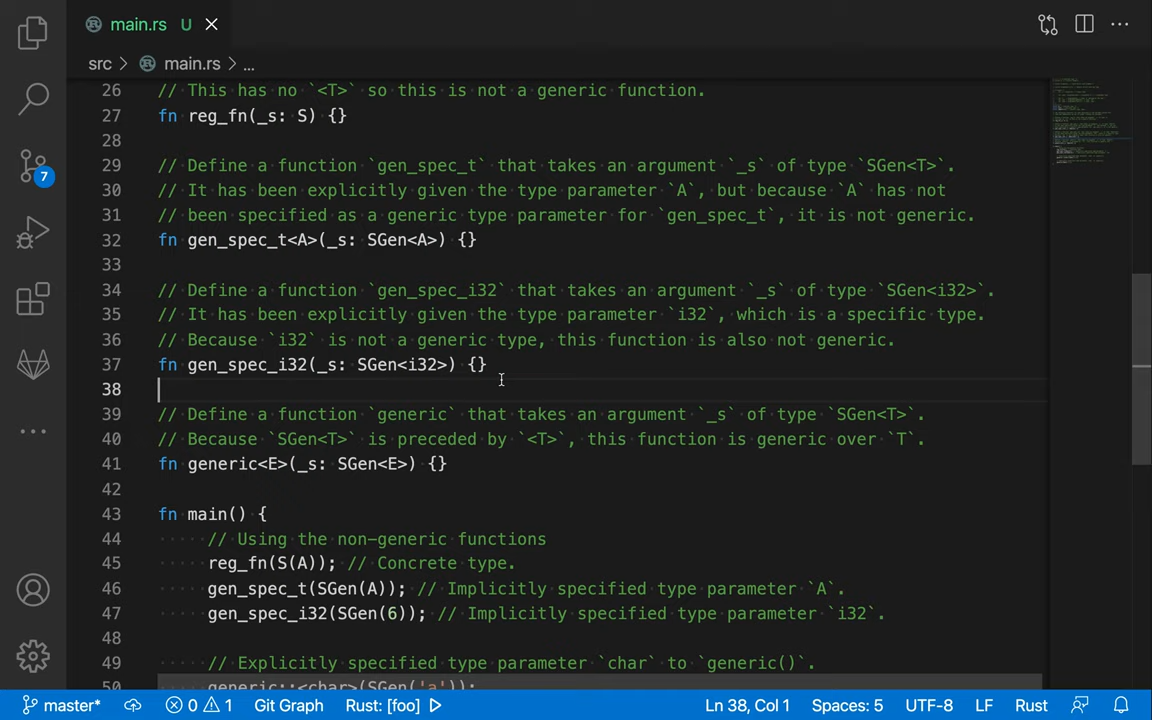 main.rs U
src > main.rs > ...
26 // This has no `<T>` so this is not a generic function.
27 fn reg_fn(_s: S) {}
28
29 // Define a function `gen_spec_t` that takes an argument `_s` of type `SGen<T>`.
30 // It has been explicitly given the type parameter `A`, but because `A` has not
31 // been specified as a generic type parameter for `gen_spec_t`, it is not generic.
32 fn gen_spec_t<A>(_s: SGen<A>) {}
33
34 // Define a function `gen_spec_i32` that takes an argument `_s` of type `SGen<i32>`.
35 // It has been explicitly given the type parameter `i32`, which is a specific type.
36 // Because `i32` is not a generic type, this function is also not generic.
37 fn gen_spec_i32(_s: SGen<i32>) {}
38
39 // Define a function `generic` that takes an argument `_s` of type `SGen<T>`.
40 // Because `SGen<T>` is preceded by `<T>`, this function is generic over `T`.
41 fn generic<E>(_s: SGen<E>) {}
42
43 fn main() {
44 // Using the non-generic functions
45 reg_fn(S(A)); // Concrete type.
46 gen_spec_t(SGen(A)); // Implicitly specified type parameter `A`.
47 gen_spec_i32(SGen(6)); // Implicitly specified type parameter `i32`.
48
49 // Explicitly specified type parameter `char` to `generic()`.
50 generic::<char>(SGen('a'));
7
master* 0 1 Git Graph Rust: [foo] Ln 38, Col 1 Spaces: 5 UTF-8 LF Rust